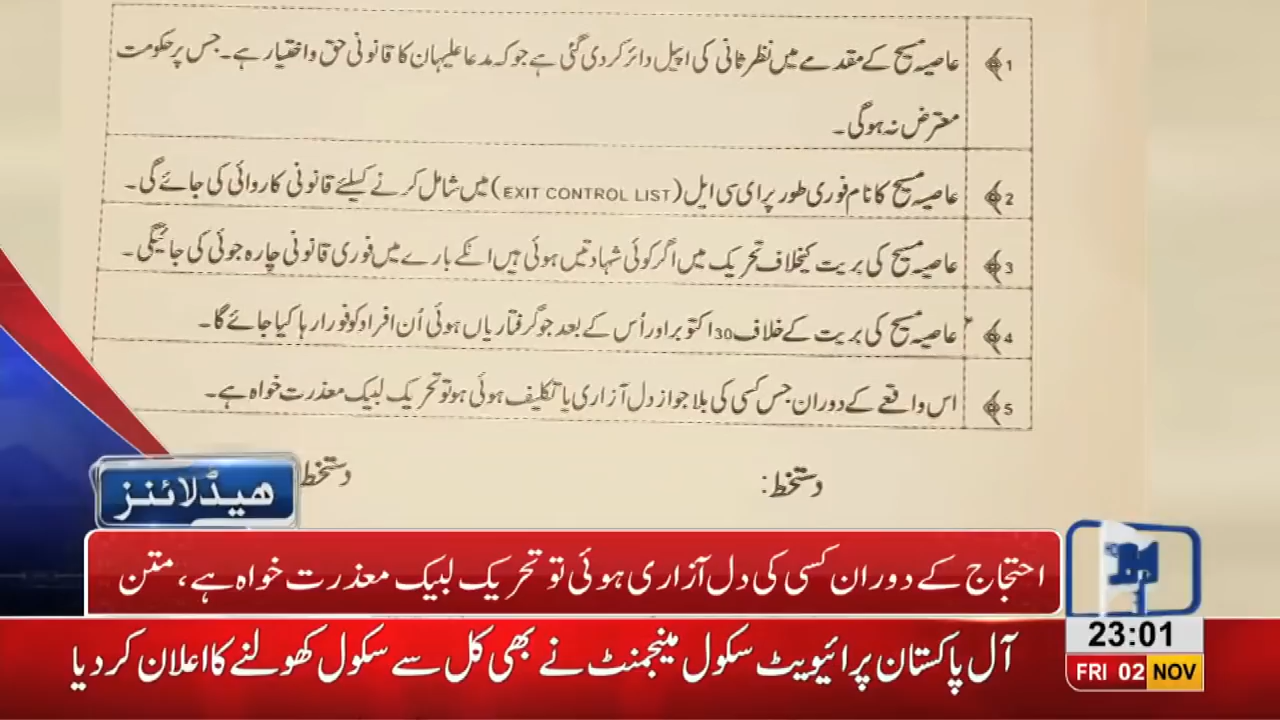 1 عاصیہ مسیح کے مقدمے میں نظر ثانی کی اپیل دائر کر دی گئی ہے جو کہ مدعا علیہان کا قانونی حق و اختیار ہے۔ جس پر حکومت
معترض نہ ہوگی۔
2 عاصیہ مسیح کا نام فوری طور پر ای سی ایل (EXIT CONTROL LIST) میں شامل کرنے کیلئے قانونی کاروائی کی جائے گی۔
3 عاصیہ مسیح کی بریت کیخلاف تحریک میں اگر کوئی شہادتیں ہوئی ہیں انکے بارے میں فوری قانونی چارہ جوئی کی جائیگی۔
4 عاصیہ مسیح کی بریت کے خلاف 30 اکتوبر اور اُس کے بعد جو گرفتاریاں ہوئی اُن افراد کو فورا رہا کیا جائے گا۔
5 اس واقعے کے دوران جس کسی کی بلا جواز دل آزاری یا تکلیف ہوئی ہو تو تحریک لبیک معذرت خواہ ہے۔
دستخط: دستخط
ھیڈلائنز
احتجاج کے دوران کسی کی دل آزاری ہوئی تو تحریک لبیک معذرت خواہ ہے، متن
آل پاکستان پرائیویٹ سکول مینجمنٹ نے بھی کل سے سکول کھولنے کا اعلان کر دیا
23:01
FRI 02 NOV